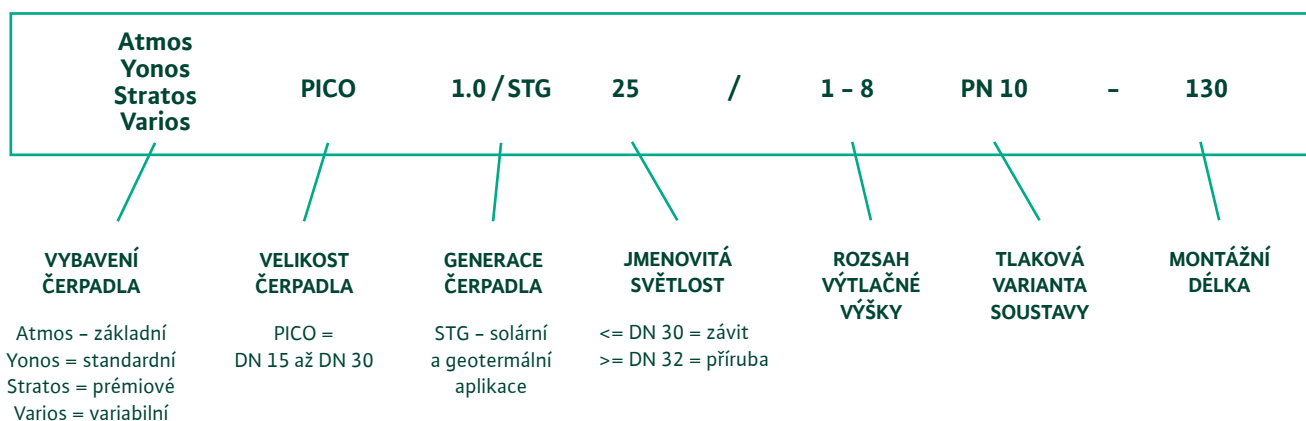 Atmos
Yonos
Stratos
Varios
PICO
1.0 / STG
25
/
1 – 8
PN 10
–
130
VYBAVENÍ
ČERPADLA
Atmos – základní
Yonos = standardní
Stratos = prémiové
Varios = variabilní
VELIKOST
ČERPADLA
PICO =
DN 15 až DN 30
GENERACE
ČERPADLA
STG – solární
a geotermální
aplikace
JMENOVITÁ
SVĚTLOST
<= DN 30 = závit
>= DN 32 = příruba
ROZSAH
VÝTLAČNÉ
VÝŠKY
TLAKOVÁ
VARIANTA
SOUSTAVY
MONTÁŽNÍ
DÉLKA